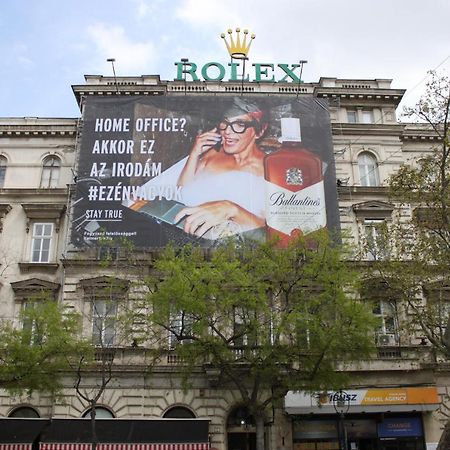 ROLEX
HOME OFFICE?
AKKOR EZ
AZ IRODÁM
#EZÉNVAGYOK
STAY TRUE
Ballantine's
IBUSZ
TRAVEL AGENCY